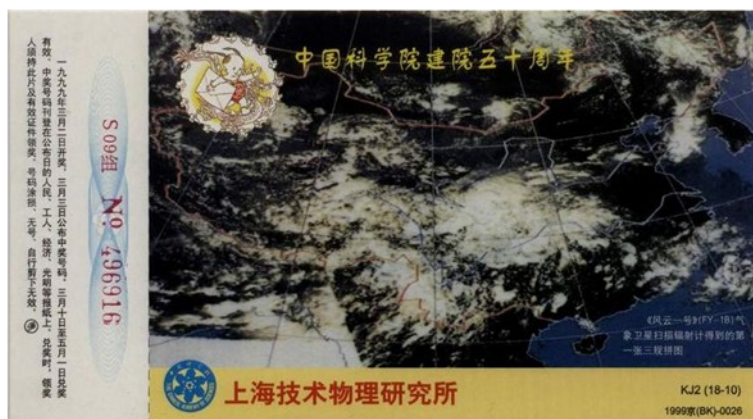 一九九九年三月二日开奖，三月三日公布中奖号码，三月十日至五月一日兑奖
有效。中奖号码刊登在公布日的人民、工人、经济、光明等报纸上，兑奖时，领奖
人须持此片及有效证件领奖，号码涂损、无号、自行剪下无效。
S 09组 No. 496916
中国科学院建院五十周年
《风云一号》(FY-1B)气
象卫星扫描辐射计得到的第
一张三规拼图
上海技术物理研究所
KJ2 (18-10)
1999京(BK)-0026